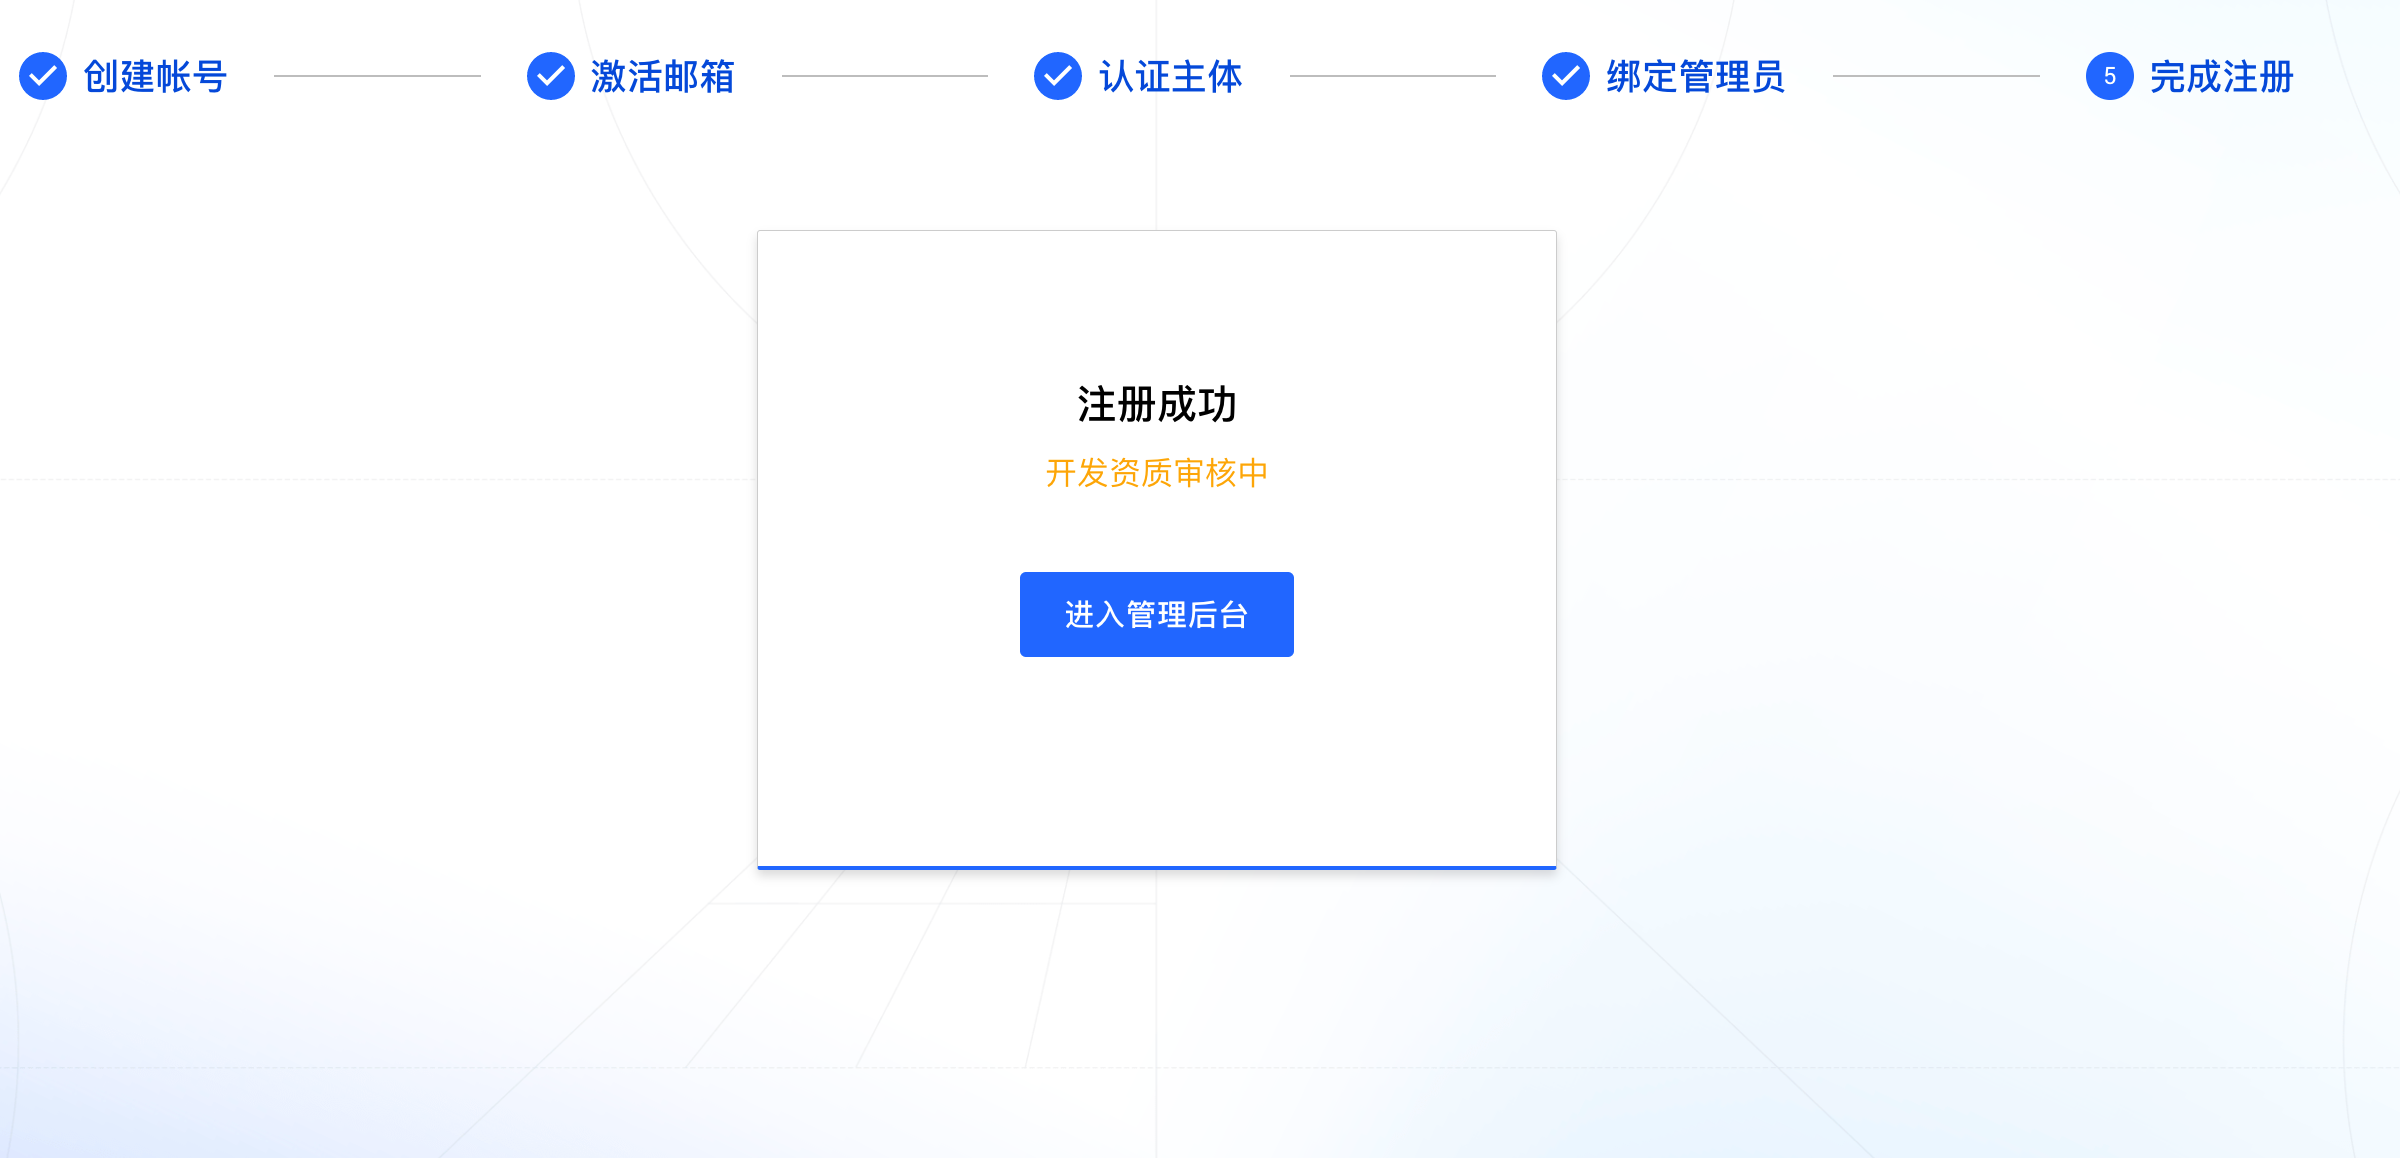 创建帐号 激活邮箱 认证主体 绑定管理员 5 完成注册
注册成功
开发资质审核中
进入管理后台